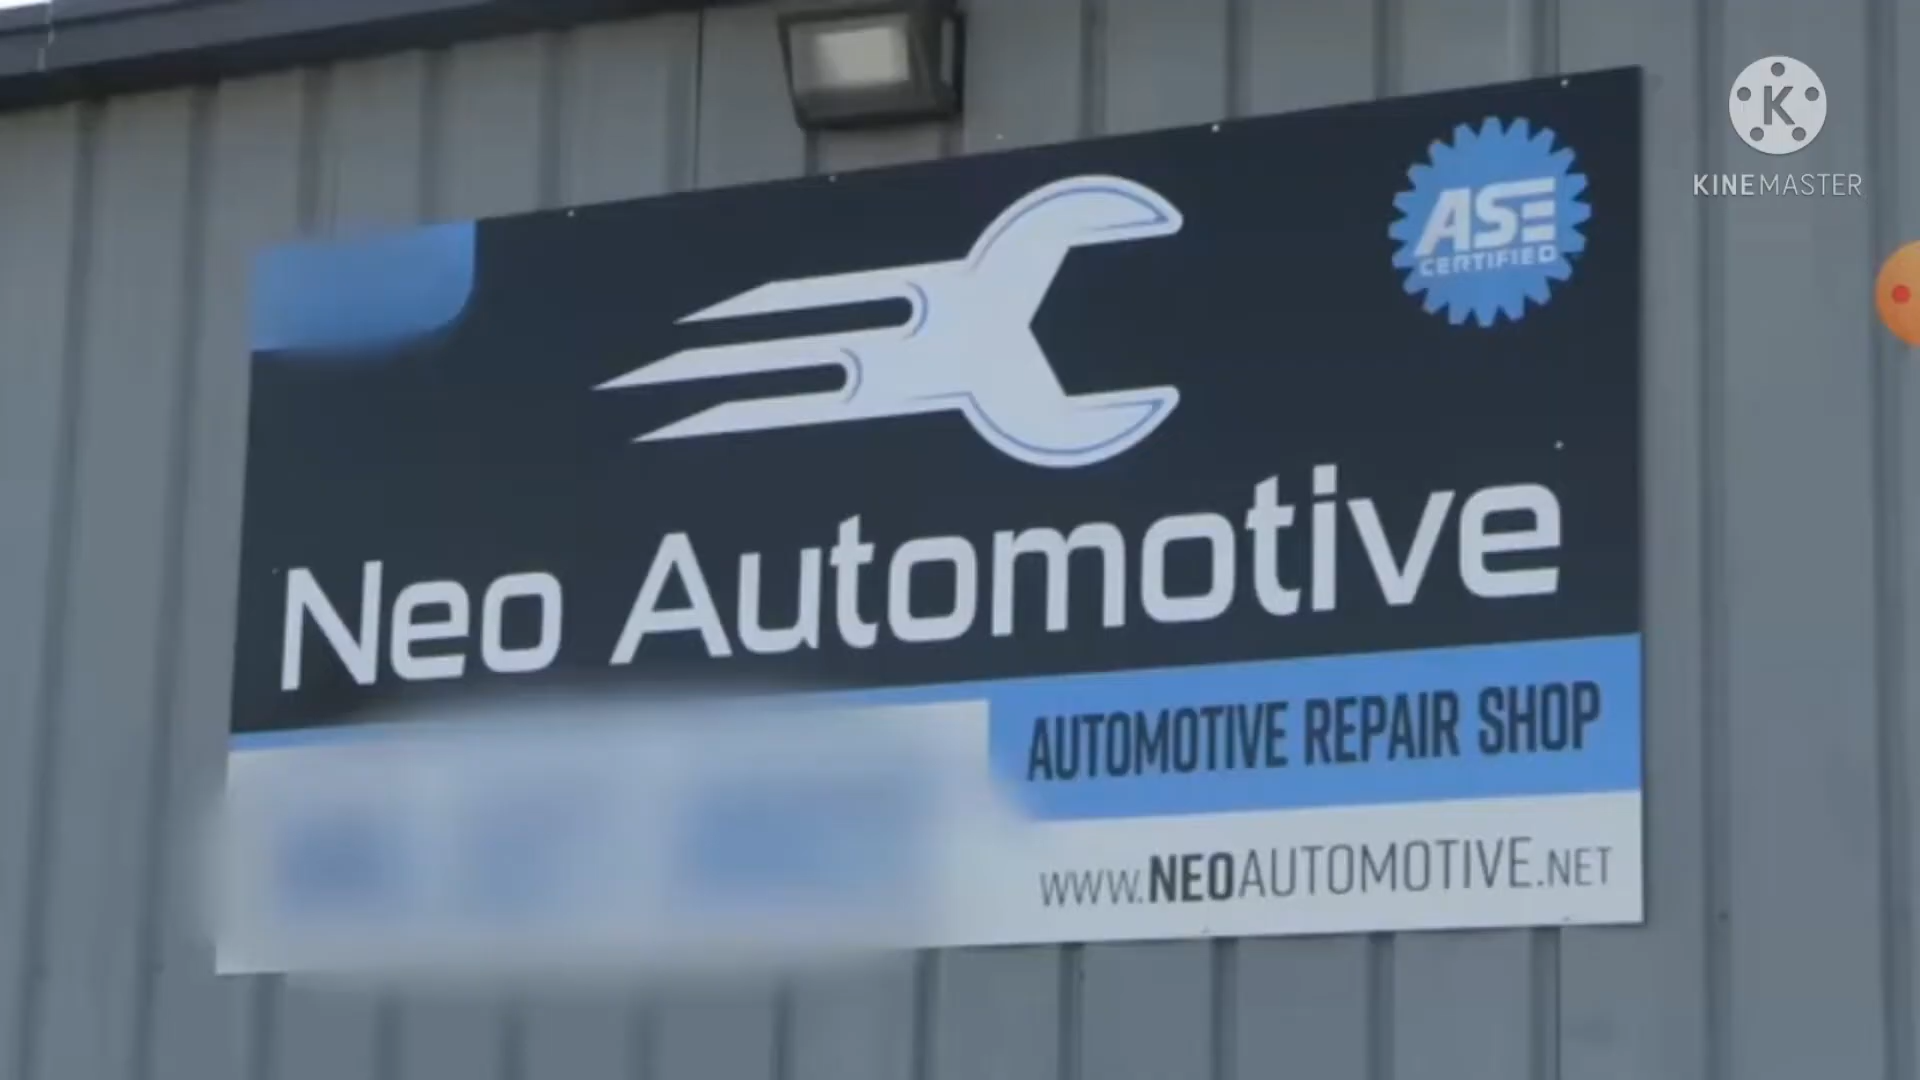 K
KINEMASTER
ASE
CERTIFIED
Neo Automotive
AUTOMOTIVE REPAIR SHOP
WWW.NEOAUTOMOTIVE.NET